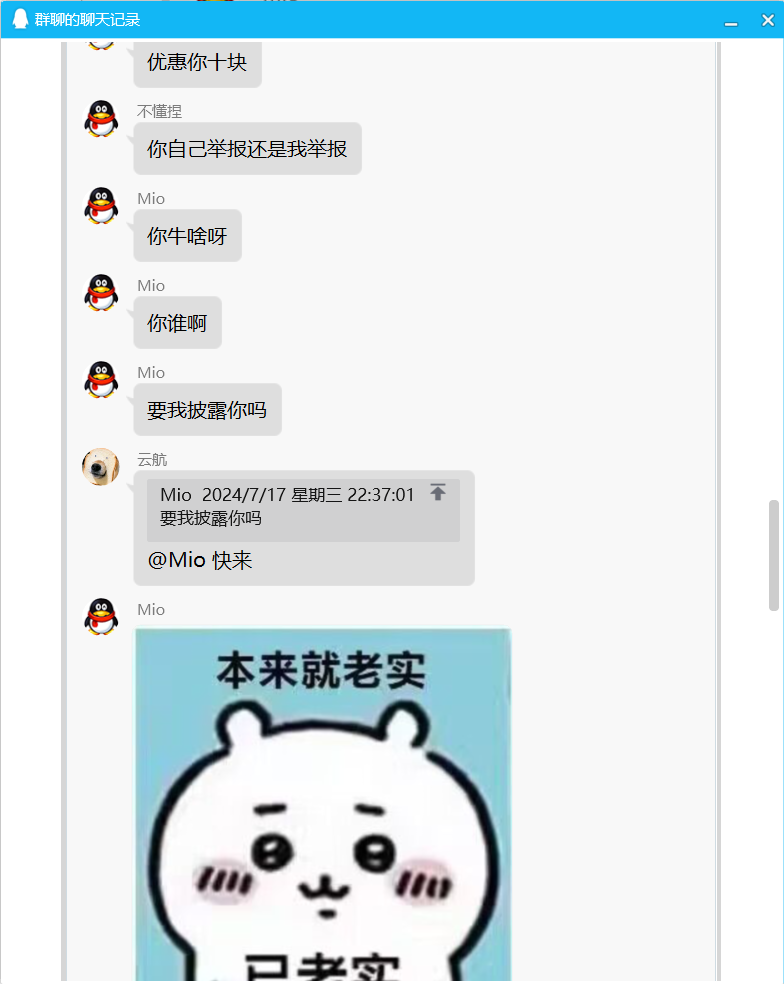 群聊的聊天记录
优惠你十块
不懂捏
你自己举报还是我举报
Mio
你牛啥呀
Mio
你谁啊
Mio
要我披露你吗
云航
Mio 2024/7/17 星期三 22:37:01
要我披露你吗
@Mio 快来
Mio
本来就老实
已老实